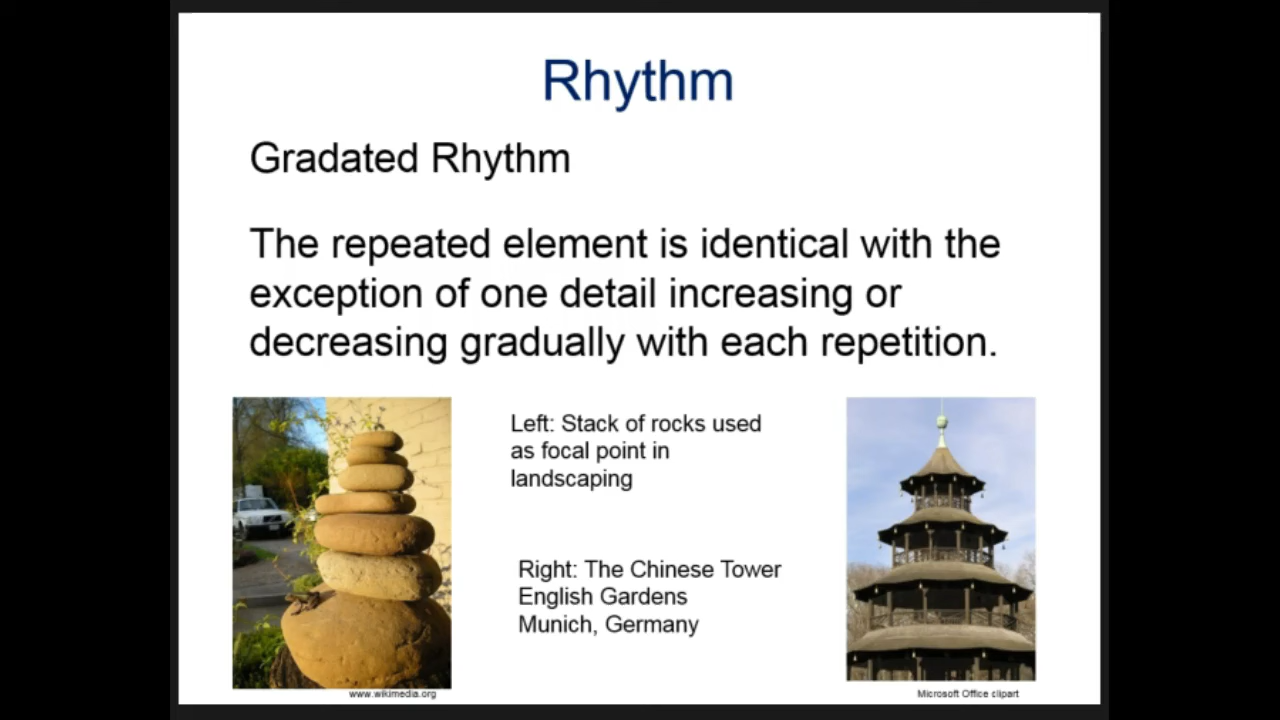 Rhythm
Gradated Rhythm
The repeated element is identical with the
exception of one detail increasing or
decreasing gradually with each repetition.
Left: Stack of rocks used
as focal point in
landscaping
Right: The Chinese Tower
English Gardens
Munich, Germany
www.wikimedia.org
Microsoft Office clipart